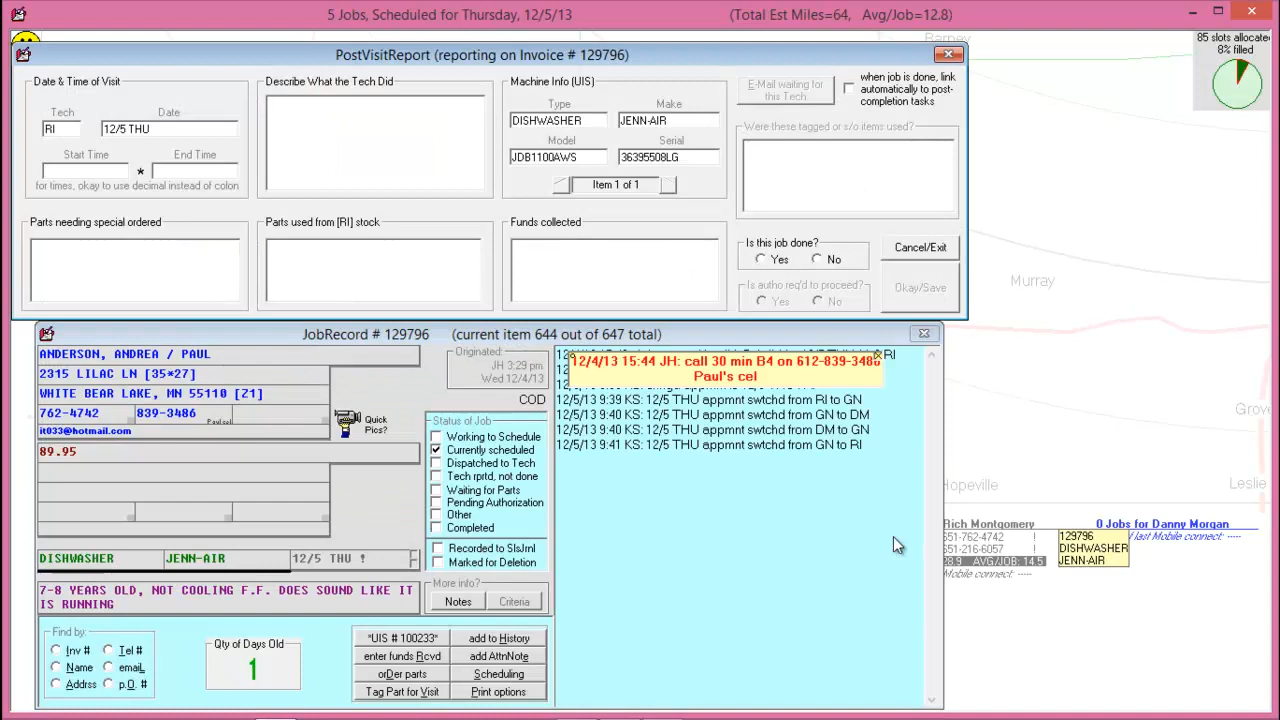 5 Jobs, Scheduled for Thursday, 12/5/13 (Total Est Miles=64, Avg/Job=12.8)
85 slots allocated
8% filled
PostVisitReport (reporting on Invoice # 129796)
Date & Time of Visit
Tech Date
RI 12/5 THU
Start Time End Time
*
for times, okay to use decimal instead of colon
Describe What the Tech Did
Machine Info (UIS)
Type Make
DISHWASHER JENN-AIR
Model Serial
JDB1100AWS 36395508LG
Item 1 of 1
E-Mail waiting for
this Tech
when job is done, link
automatically to post-
completion tasks
Were these tagged or s/o items used?
Parts needing special ordered
Parts used from [RI] stock
Funds collected
Is this job done?
Yes No
Cancel/Exit
Is autho req'd to proceed?
Yes No
Okay/Save
JobRecord # 129796 (current item 644 out of 647 total)
ANDERSON, ANDREA / PAUL
2315 LILAC LN [35*27]
WHITE BEAR LAKE, MN 55110 [Z1]
762-4742 839-3486
it033@hotmail.com
Quick
Pics?
89.95
DISHWASHER JENN-AIR 12/5 THU !
7-8 YEARS OLD, NOT COOLING F.F. DOES SOUND LIKE IT
IS RUNNING
Originated:
JH 3:29 pm
Wed 12/4/13
COD
Status of Job
Working to Schedule
Currently scheduled
Dispatched to Tech
Tech rprtd, not done
Waiting for Parts
Pending Authorization
Other
Completed
Recorded to SlsJrnl
Marked for Deletion
More info?
Notes Criteria
12/4/13 15:44 JH: call 30 min B4 on 612-839-3486
Paul's cel
12/5/13 9:39 KS: 12/5 THU appmnt swtchd from RI to GN
12/5/13 9:40 KS: 12/5 THU appmnt swtchd from GN to DM
12/5/13 9:40 KS: 12/5 THU appmnt swtchd from DM to GN
12/5/13 9:41 KS: 12/5 THU appmnt swtchd from GN to RI
Find by:
Inv # Tel #
Name emaiL
Addrss p.O. #
Qty of Days Old
1
*UIS # 100233* add to History
enter funds Rcvd add AttnNote
orDer parts Scheduling
Tag Part for Visit Print options
Barney
Murray
Grove
Hopeville
Leslie
Rich Montgomery
651-762-4742 !
651-216-6057 !
28.9 AVG/JOB: 14.5
Mobile connect: -----
129796
DISHWASHER
JENN-AIR
0 Jobs for Danny Morgan
last Mobile connect: -----